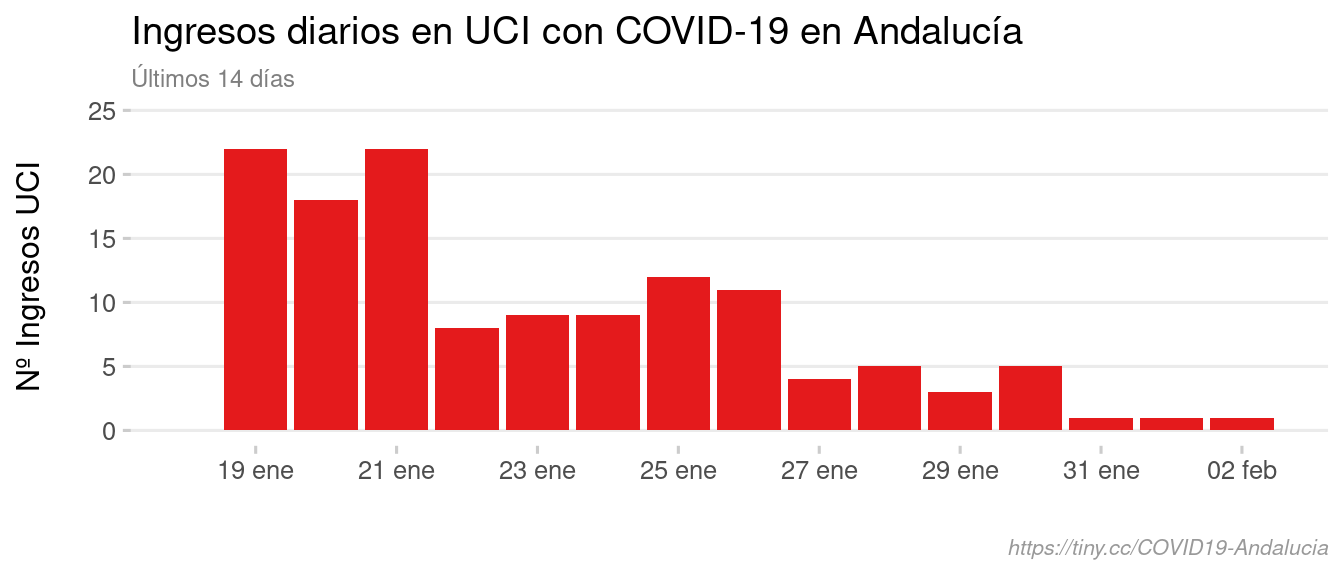 Ingresos diarios en UCI con COVID-19 en Andalucía
Últimos 14 días
Nº Ingresos UCI
25
20
15
10
5
0
19 ene 21 ene 23 ene 25 ene 27 ene 29 ene 31 ene 02 feb
https://tiny.cc/COVID19-Andalucia